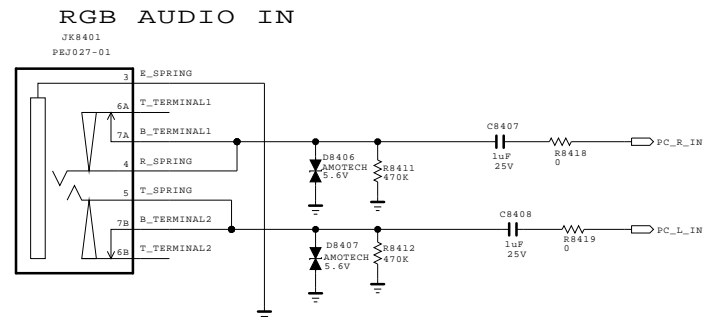 RGB AUDIO IN
JK8401
PEJ027-01
3 E_SPRING
6A T_TERMINAL1
7A B_TERMINAL1
4 R_SPRING
5 T_SPRING
7B B_TERMINAL2
6B T_TERMINAL2
D8406
AMOTECH
5.6V
R8411
470K
C8407
1uF
25V
R8418
0
PC_R_IN
D8407
AMOTECH
5.6V
R8412
470K
C8408
1uF
25V
R8419
0
PC_L_IN